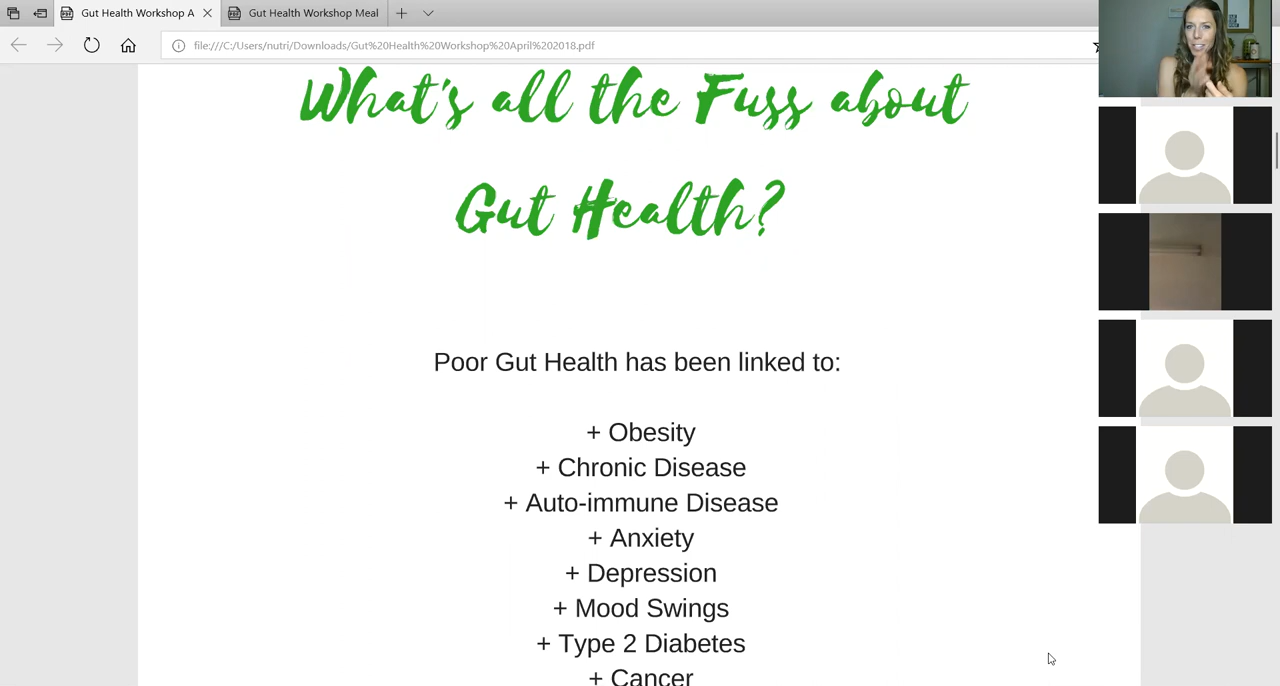 Gut Health Workshop A
Gut Health Workshop Meal
file:///C:/Users/nutri/Downloads/Gut%20Health%20Workshop%20April%202018.pdf
What's all the Fuss about
Gut Health?
Poor Gut Health has been linked to:
+ Obesity
+ Chronic Disease
+ Auto-immune Disease
+ Anxiety
+ Depression
+ Mood Swings
+ Type 2 Diabetes
+ Cancer